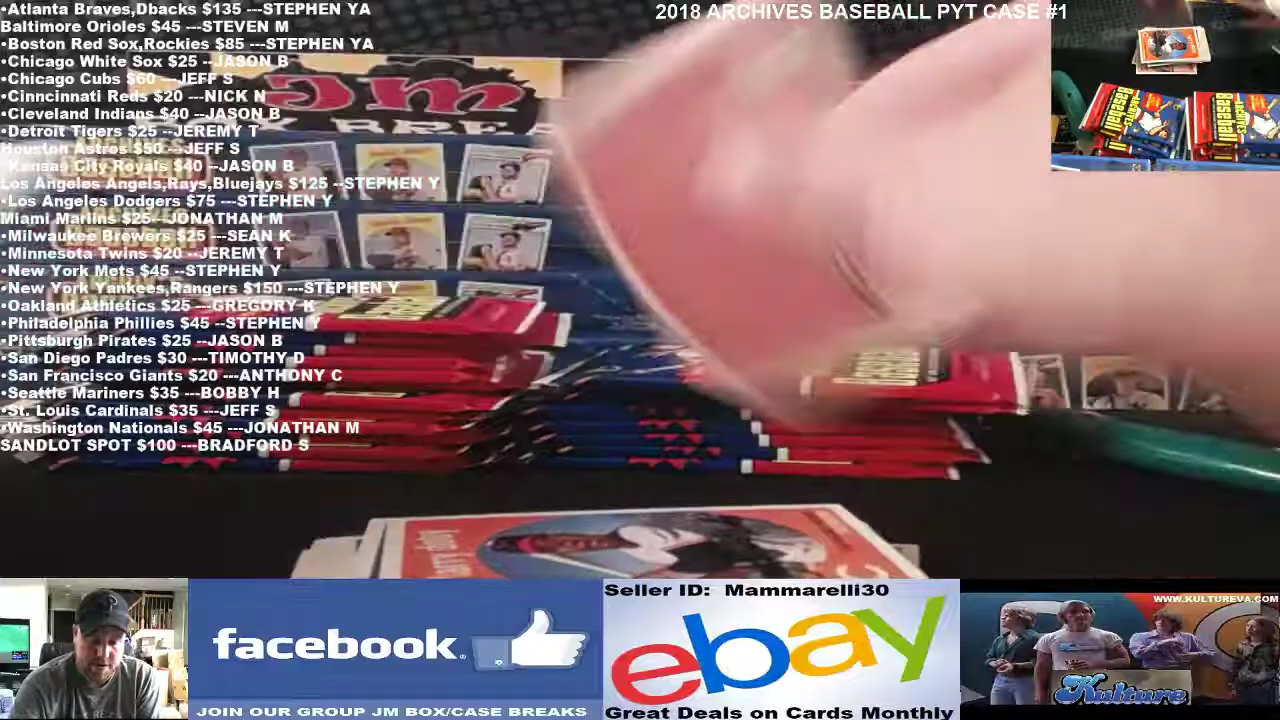 •Atlanta Braves,Dbacks $135 ---STEPHEN YA
Baltimore Orioles $45 ---STEVEN M
•Boston Red Sox,Rockies $85 ---STEPHEN YA
•Chicago White Sox $25 --JASON B
•Chicago Cubs $60 ---JEFF S
•Cinncinnati Reds $20 ---NICK N
•Cleveland Indians $40 ---JASON B
•Detroit Tigers $25 ---JEREMY T
Houston Astros $50 ---JEFF S
•Kansas City Royals $40 --JASON B
Los Angeles Angels,Rays,Bluejays $125 --STEPHEN Y
•Los Angeles Dodgers $75 ---STEPHEN Y
Miami Marlins $25---JONATHAN M
•Milwaukee Brewers $25 ---SEAN K
•Minnesota Twins $20 --JEREMY T
•New York Mets $45 --STEPHEN Y
•New York Yankees,Rangers $150 ---STEPHEN Y
•Oakland Athletics $25 ---GREGORY K
•Philadelphia Phillies $45 --STEPHEN Y
•Pittsburgh Pirates $25 ---JASON B
•San Diego Padres $30 ---TIMOTHY D
•San Francisco Giants $20 ---ANTHONY C
•Seattle Mariners $35 ---BOBBY H
•St. Louis Cardinals $35 ---JEFF S
•Washington Nationals $45 ---JONATHAN M
SANDLOT SPOT $100 ---BRADFORD S
2018 ARCHIVES BASEBALL PYT CASE #1
Baseball
Baseball
facebook
JOIN OUR GROUP JM BOX/CASE BREAKS
Seller ID: Mammarelli30
ebay
Great Deals on Cards Monthly
WWW.KULTUREVA.COM
Kulture